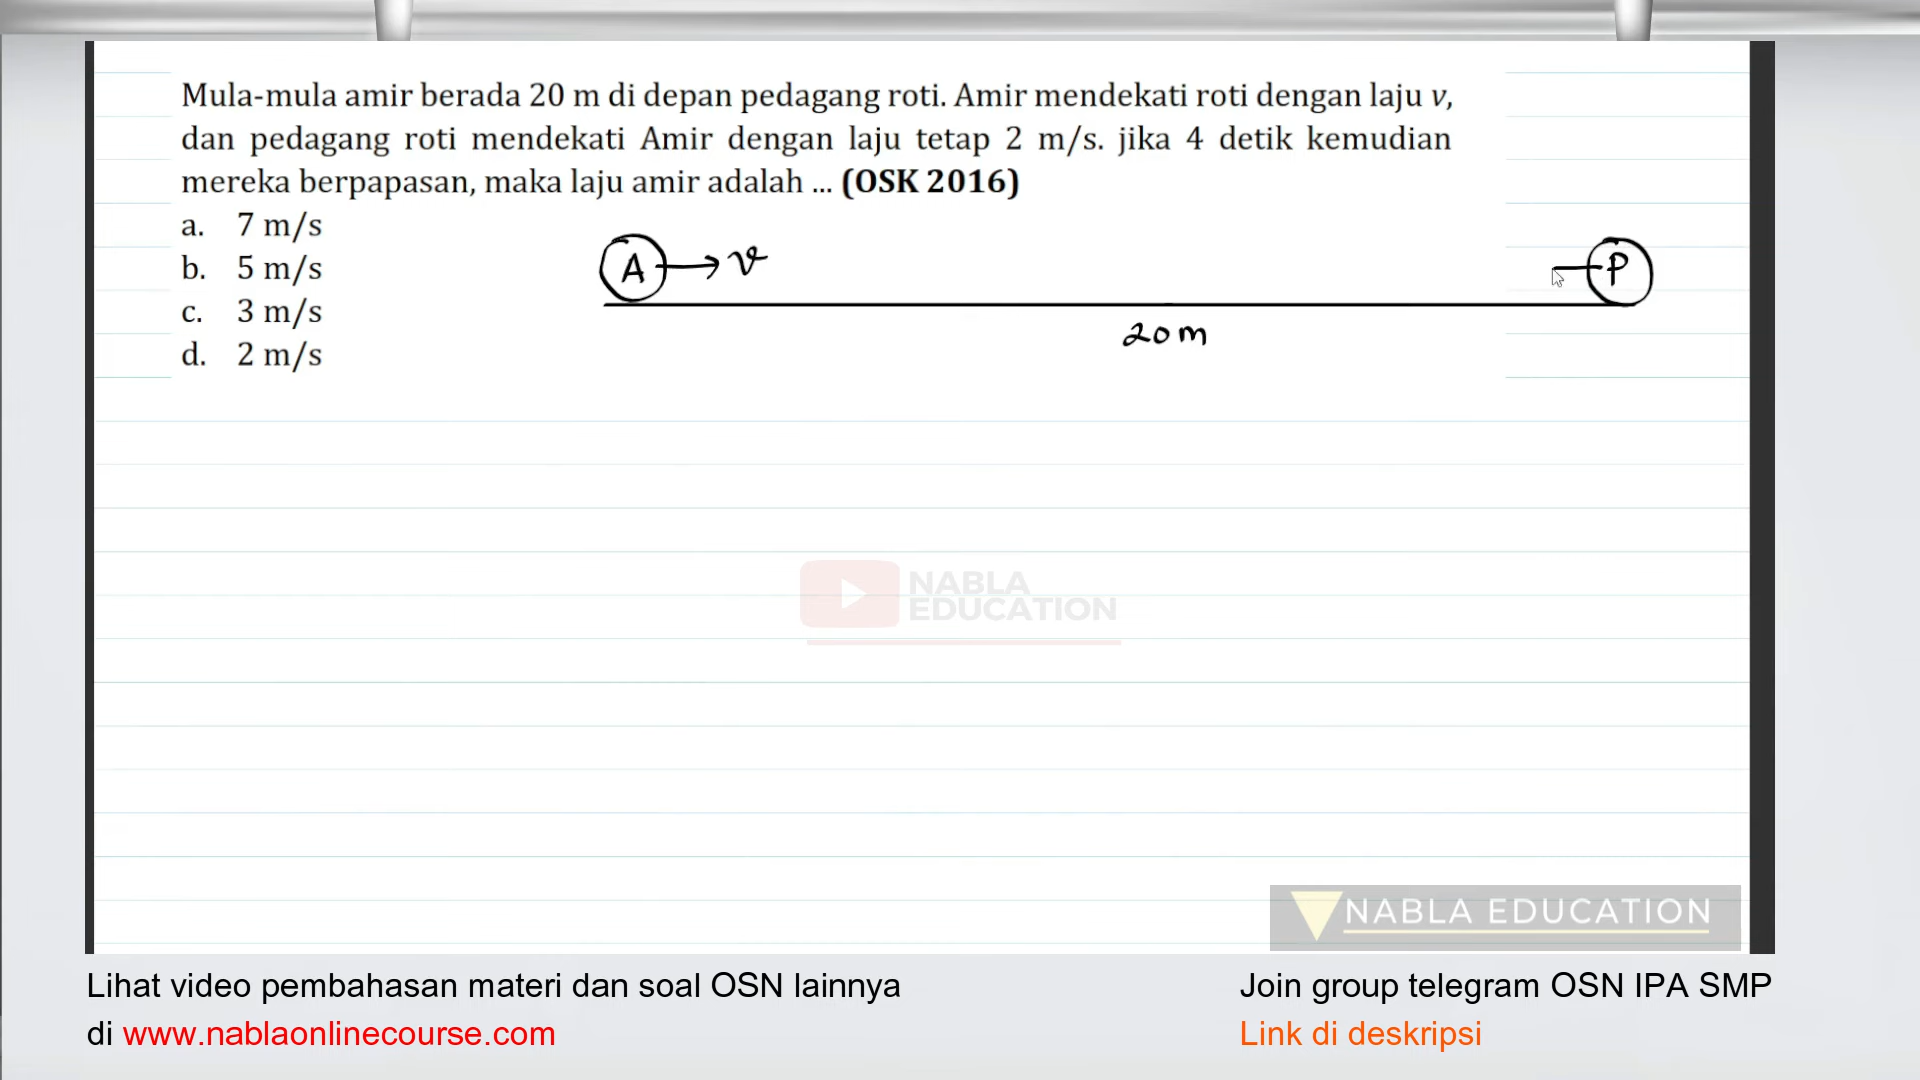 Mula-mula amir berada 20 m di depan pedagang roti. Amir mendekati roti dengan laju v,
dan pedagang roti mendekati Amir dengan laju tetap 2 m/s. jika 4 detik kemudian
mereka berpapasan, maka laju amir adalah ... (OSK 2016)
a. 7 m/s
b. 5 m/s
c. 3 m/s
d. 2 m/s
A v P
20 m
NABLA
EDUCATION
NABLA EDUCATION
Lihat video pembahasan materi dan soal OSN lainnya
di www.nablaonlinecourse.com
Join group telegram OSN IPA SMP
Link di deskripsi